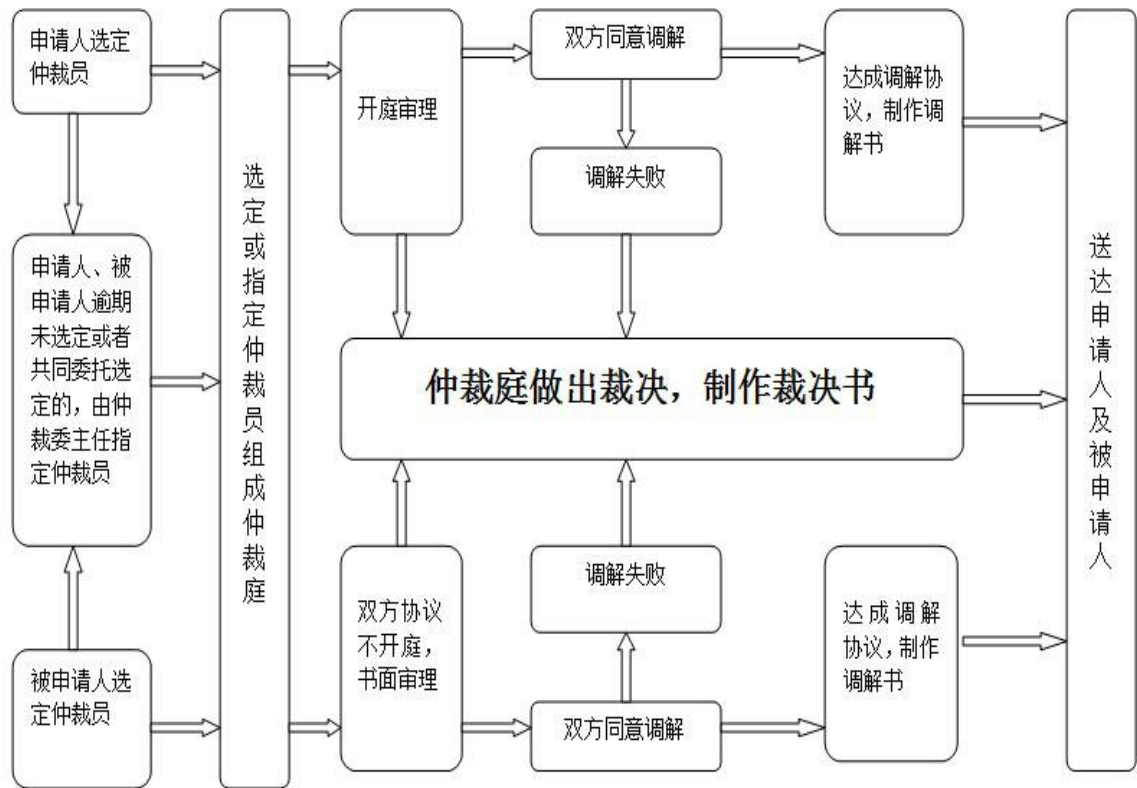 申请人选定
仲裁员
申请人、被
申请人逾期
未选定或者
共同委托选
定的，由仲
裁委主任指
定仲裁员
被申请人选
定仲裁员
选定或指定仲裁员组成仲裁庭
开庭审理
双方同意调解
调解失败
达成调解协
议，制作调
解书
仲裁庭做出裁决，制作裁决书
双方协议
不开庭，
书面审理
调解失败
双方同意调解
达成调解
协议，制作
调解书
送达申请人及被申请人